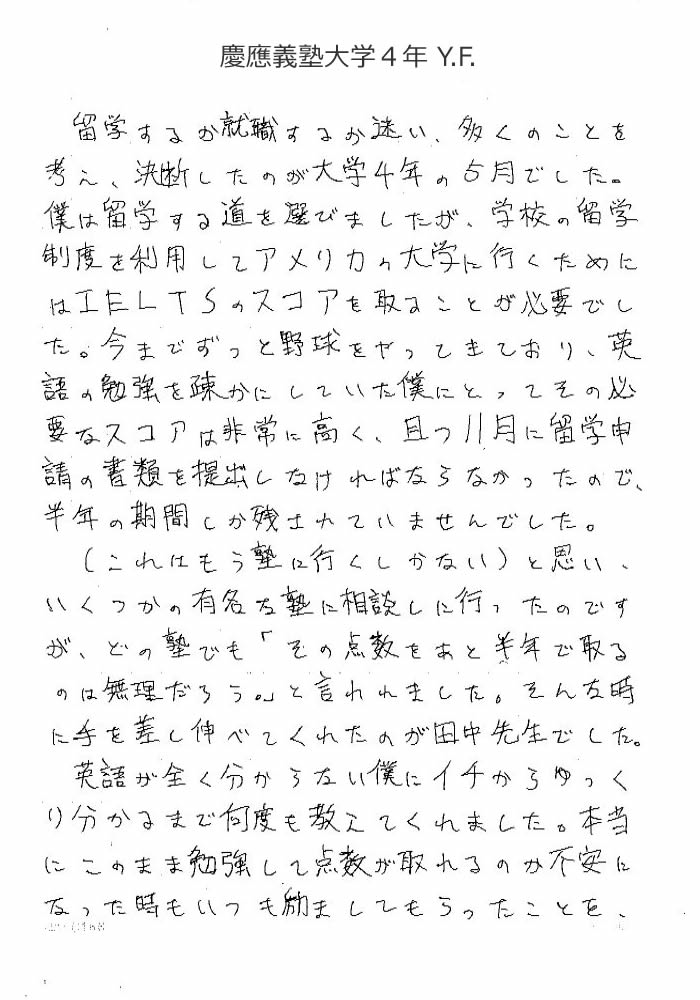 慶應義塾大学4年 Y.F.
留学するか就職するか迷い、多くのことを
考え、決断したのが大学4年の5月でした。
僕は留学する道を選びましたが、学校の留学
制度を利用してアメリカの大学に行くために
はIELTSのスコアを取ることが必要でし
た。今までずっと野球をやってきており、英
語の勉強を疎かにしていた僕にとってその必
要なスコアは非常に高く、且つ11月に留学申
請の書類を提出しなければならなかったので、
半年の期間しか残されていませんでした。
(これはもう塾に行くしかない)と思い、
いくつかの有名な塾に相談しに行ったのです
が、どの塾でも「その点数をあと半年で取る
のは無理だろう。」と言われました。そんな時
に手を差し伸べてくれたのが田中先生でした。
英語が全く分からない僕にイチからゆっく
り分かるまで何度も教えてくれました。本当
にこのまま勉強して点数が取れるのか不安に
なった時もいつも励ましてもらったことを、